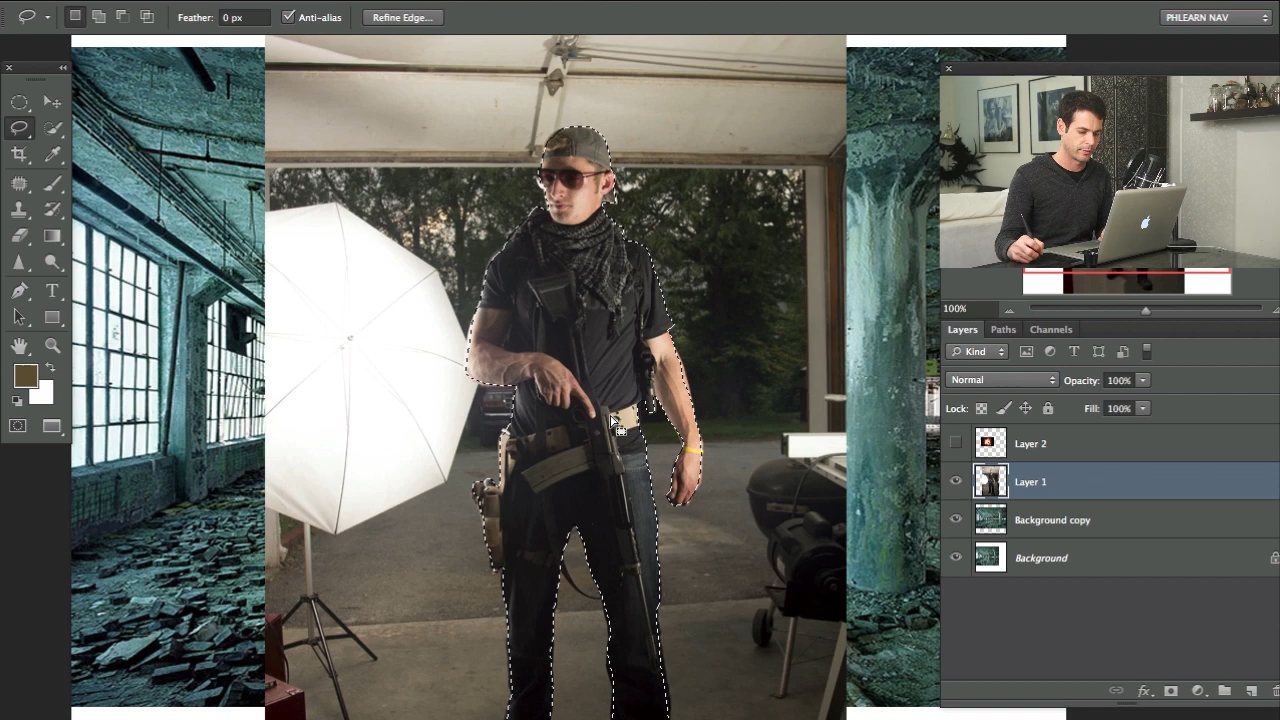 Feather: 0 px
Anti-alias
Refine Edge...
PHLEARN NAV
100%
Layers Paths Channels
Kind
T
Normal
Opacity: 100%
Lock:
Fill: 100%
Layer 2
Layer 1
Background copy
Background
fx